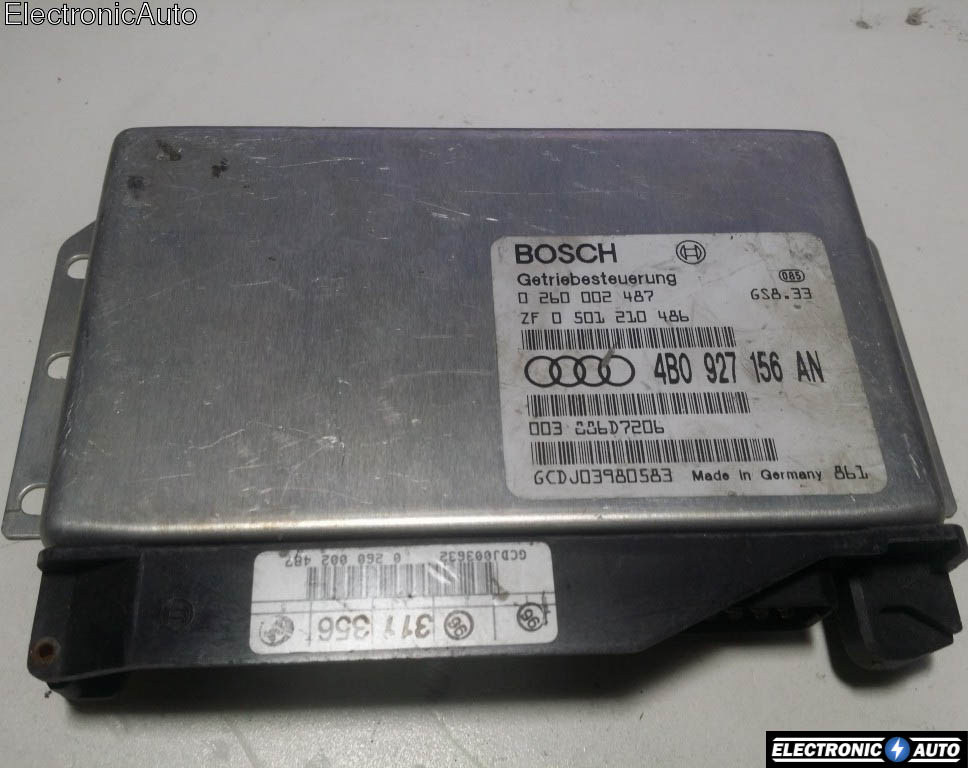 ElectronicAuto
BOSCH
Getriebesteuerung
085
0 260 002 487
GS8.33
ZF 0 501 210 486
4B0 927 156 AN
003 886D7206
GCDJ03980583 Made in Germany 861
GCDJ003632 0 260 002 487
311 356
ELECTRONIC AUTO